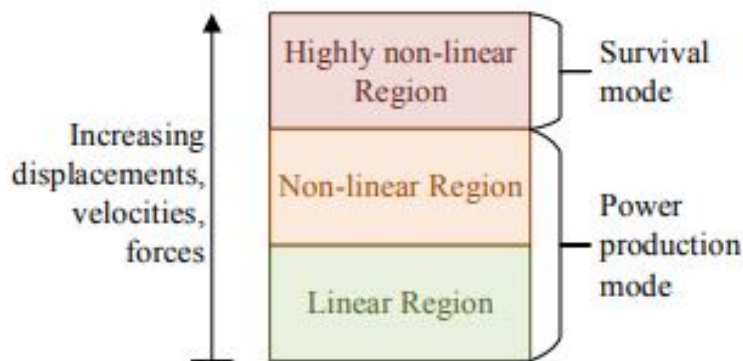 Increasing
displacements,
velocities,
forces
Highly non-linear
Region
Non-linear Region
Linear Region
Survival
mode
Power
production
mode